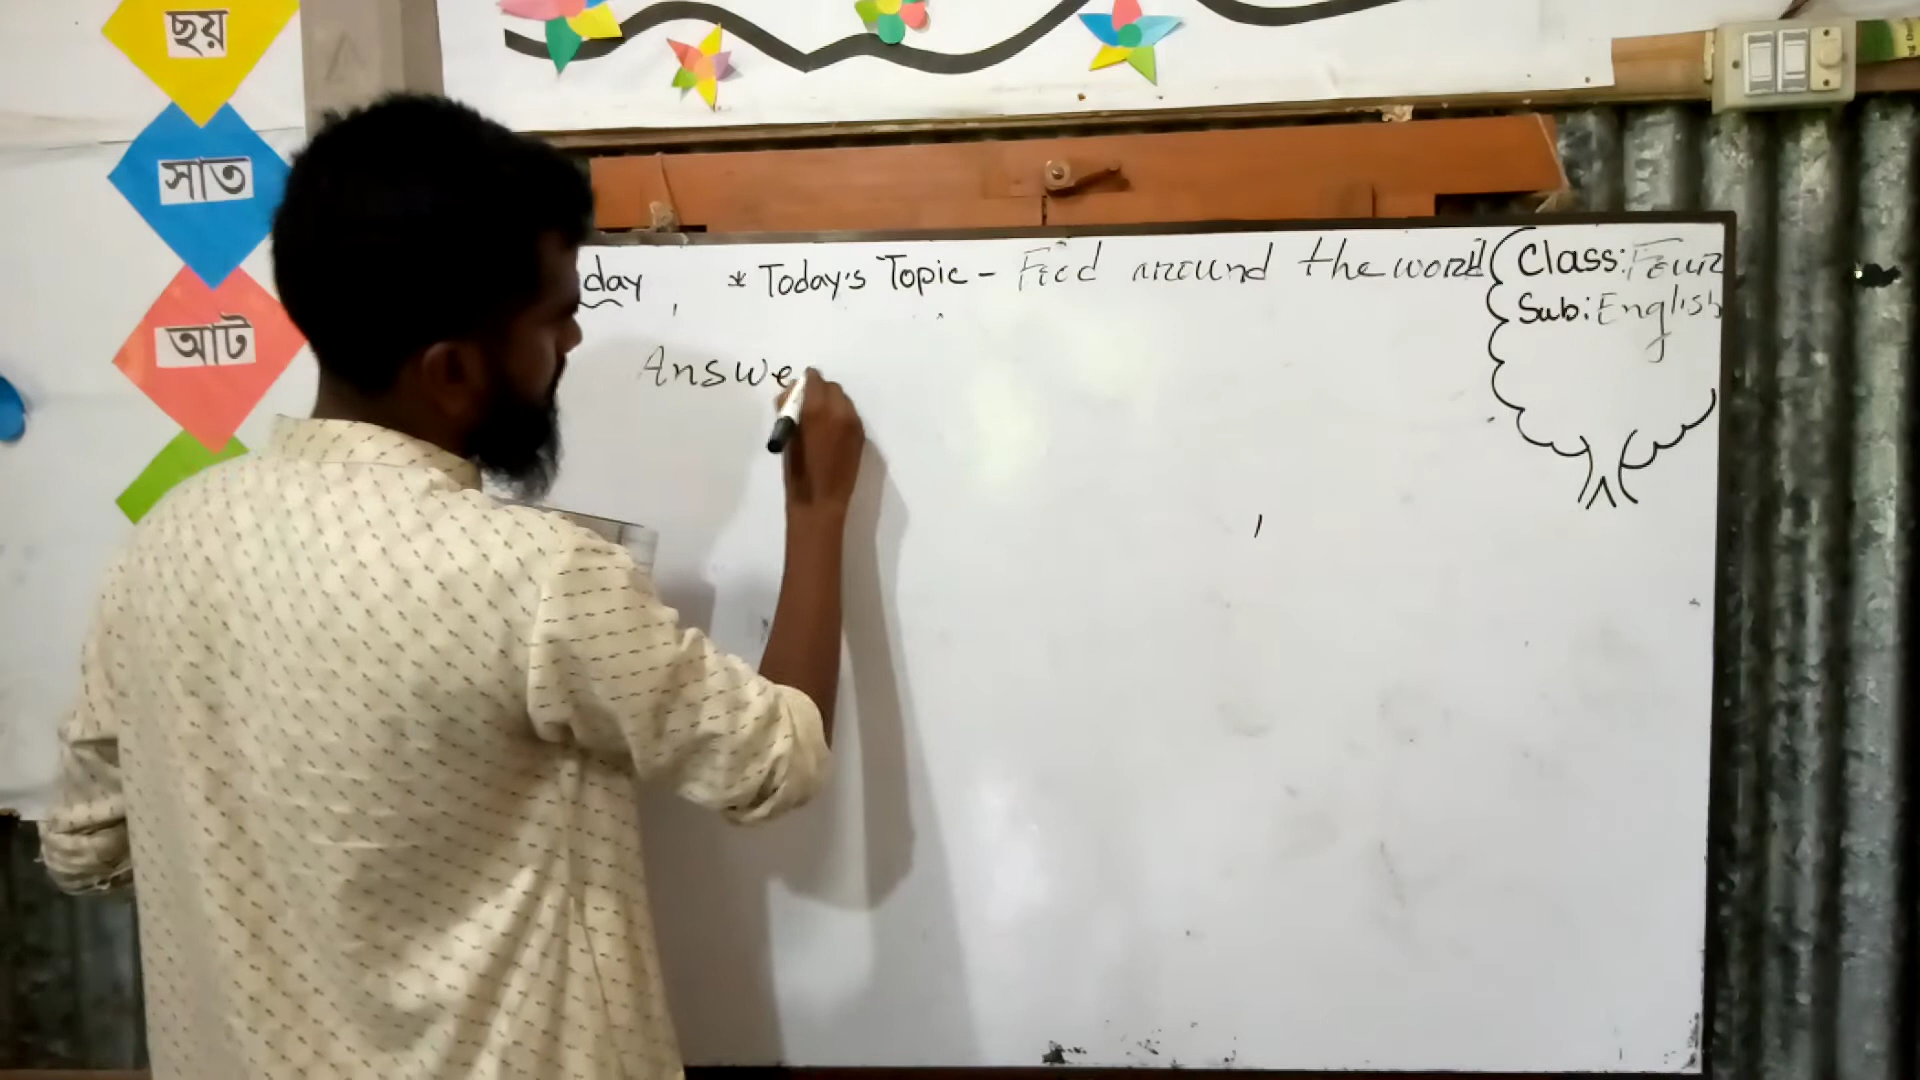 ছয়
সাত
আট
day * Today's Topic - Food around the world
Class: Four
Sub: English
Answe